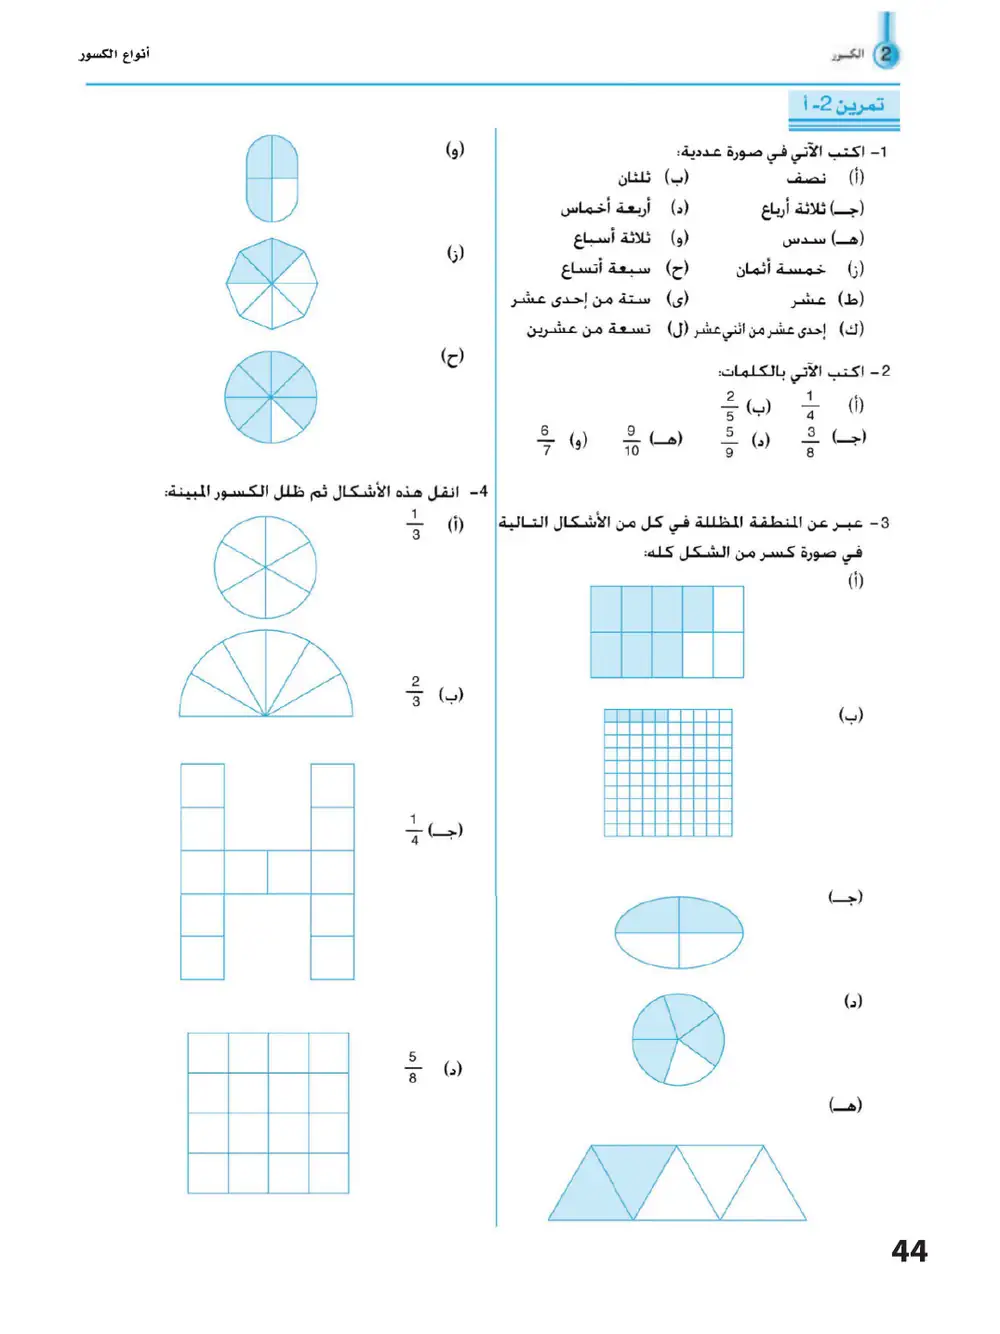 2 الكسور
أنواع الكسور
تمرين 2-أ
1- اكتب الآتي في صورة عددية:
(أ) نصف (ب) ثلثان
(جـ) ثلاثة أرباع (د) أربعة أخماس
(هـ) سدس (و) ثلاثة أسباع
(ز) خمسة أثمان (ح) سبعة أتساع
(ط) عشر (ى) ستة من إحدى عشر
(ك) إحدى عشر من اثني عشر (ل) تسعة من عشرين
2- اكتب الآتي بالكلمات:
(أ) 1/4 (ب) 2/5
(جـ) 3/8 (د) 5/9 (هـ) 9/10 (و) 6/7
3- عبر عن المنطقة المظللة في كل من الأشكال التالية
في صورة كسر من الشكل كله:
(أ)
(ب)
(جـ)
(د)
(هـ)
(و)
(ز)
(ح)
4- انقل هذه الأشكال ثم ظلل الكسور المبينة:
(أ) 1/3
(ب) 2/3
(جـ) 1/4
(د) 5/8
44